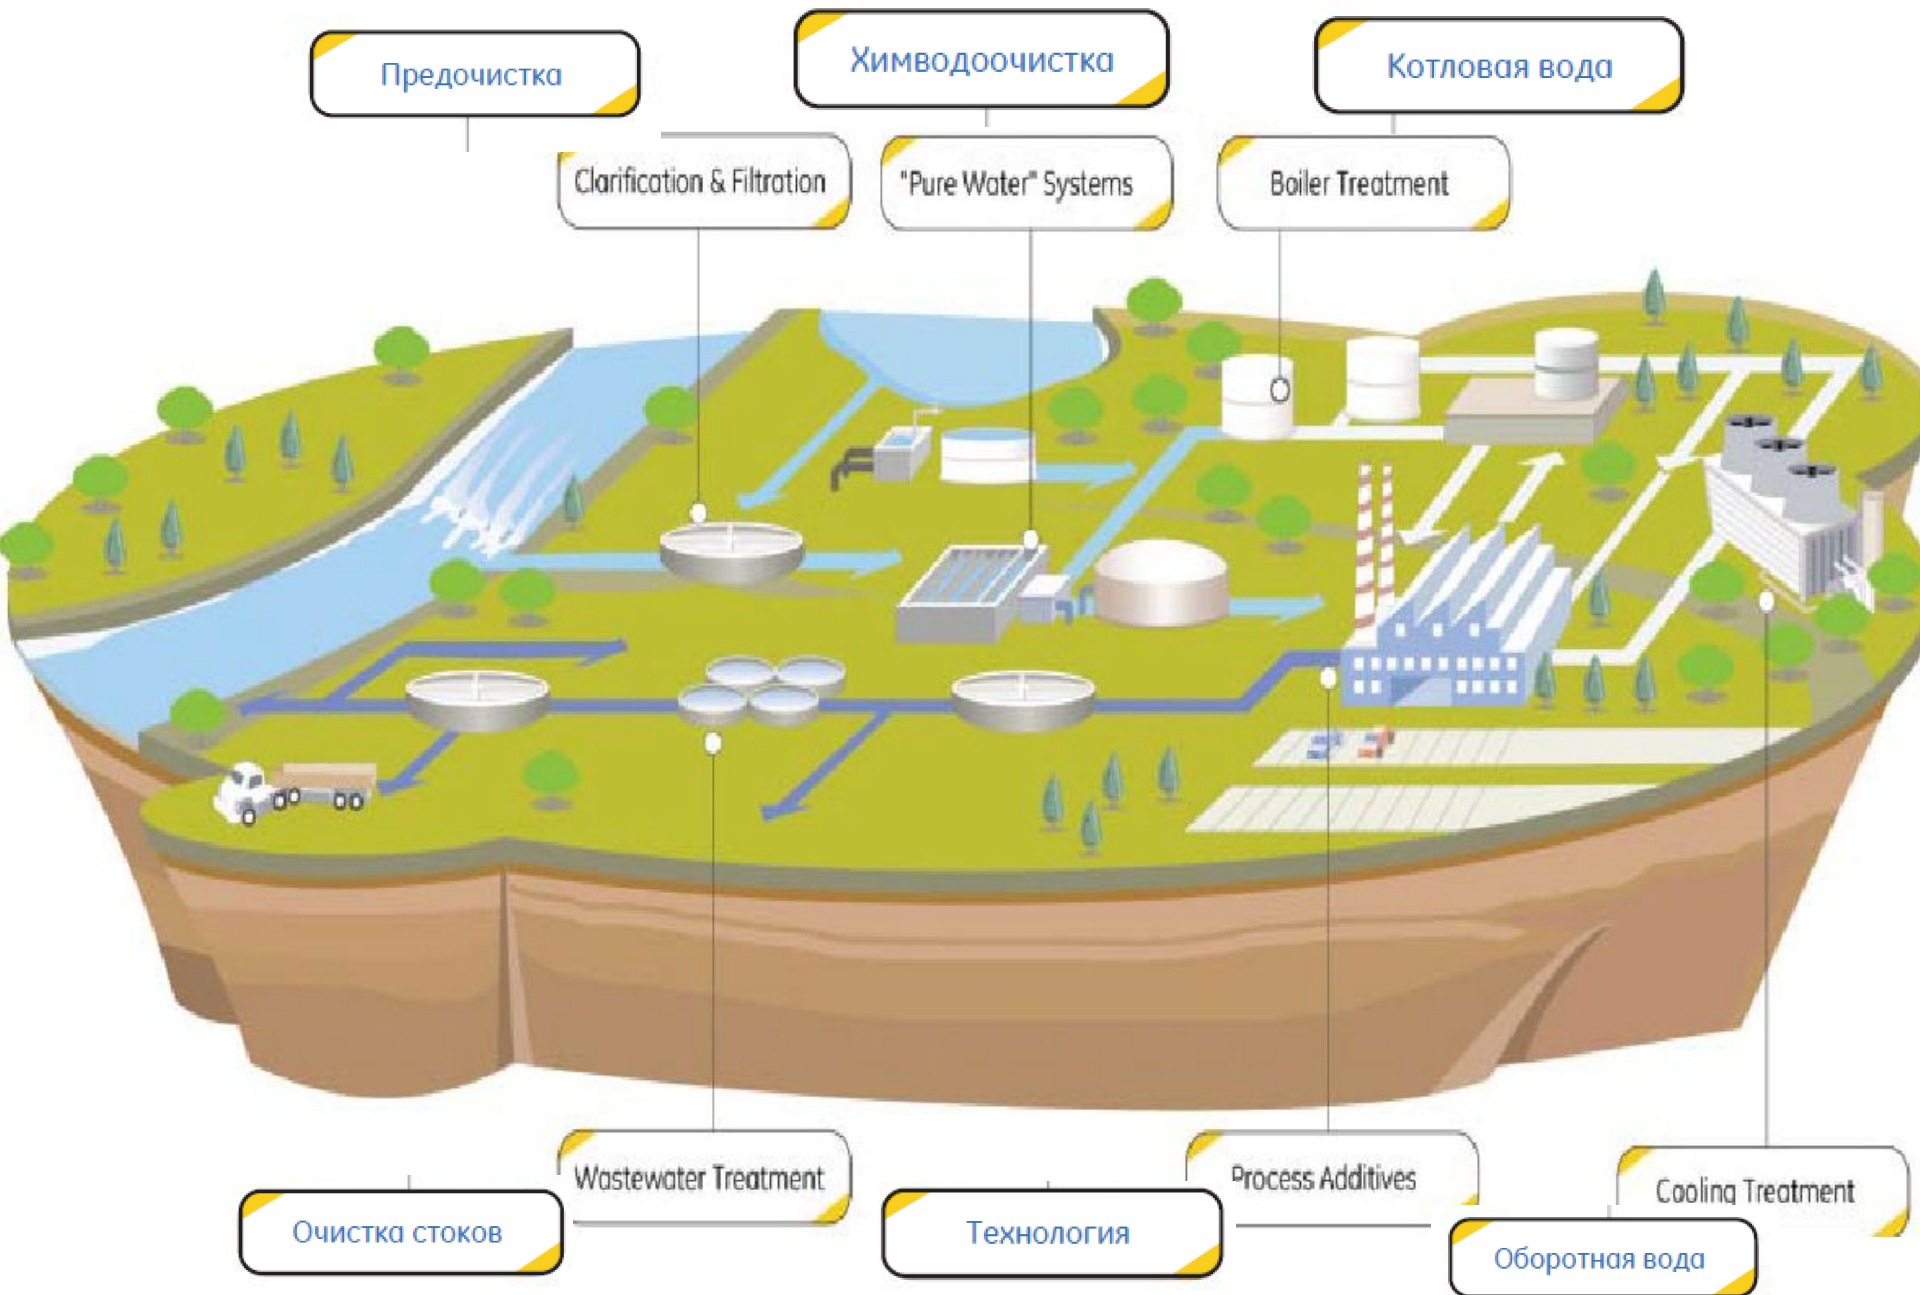 Предочистка
Химводоочистка
Котловая вода
Clarification & Filtration
"Pure Water" Systems
Boiler Treatment
Wastewater Treatment
Process Additives
Cooling Treatment
Очистка стоков
Технология
Оборотная вода